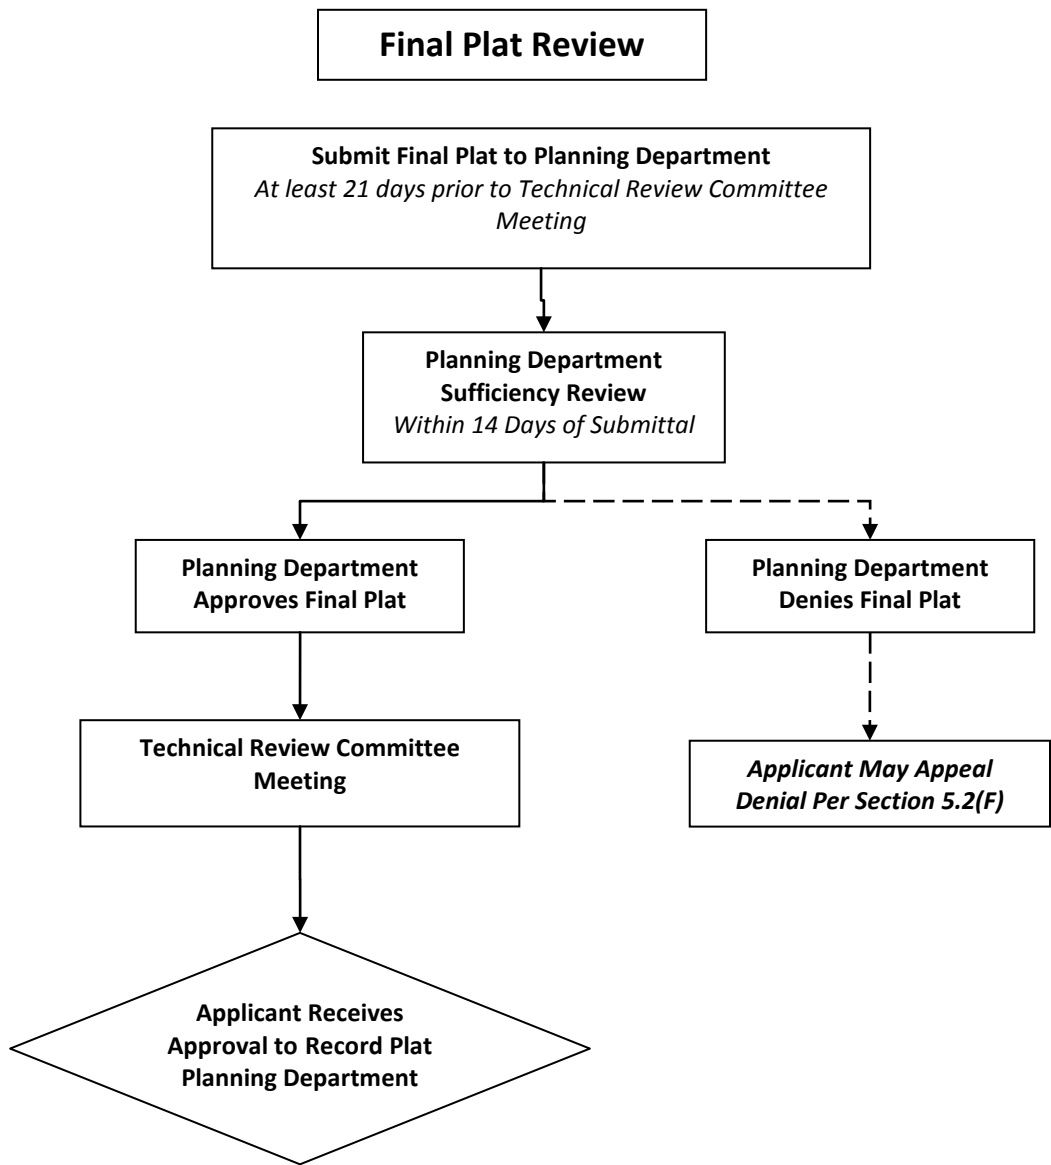 Final Plat Review
Submit Final Plat to Planning Department
At least 21 days prior to Technical Review Committee
Meeting
Planning Department
Sufficiency Review
Within 14 Days of Submittal
Planning Department
Approves Final Plat
Planning Department
Denies Final Plat
Technical Review Committee
Meeting
Applicant May Appeal
Denial Per Section 5.2(F)
Applicant Receives
Approval to Record Plat
Planning Department